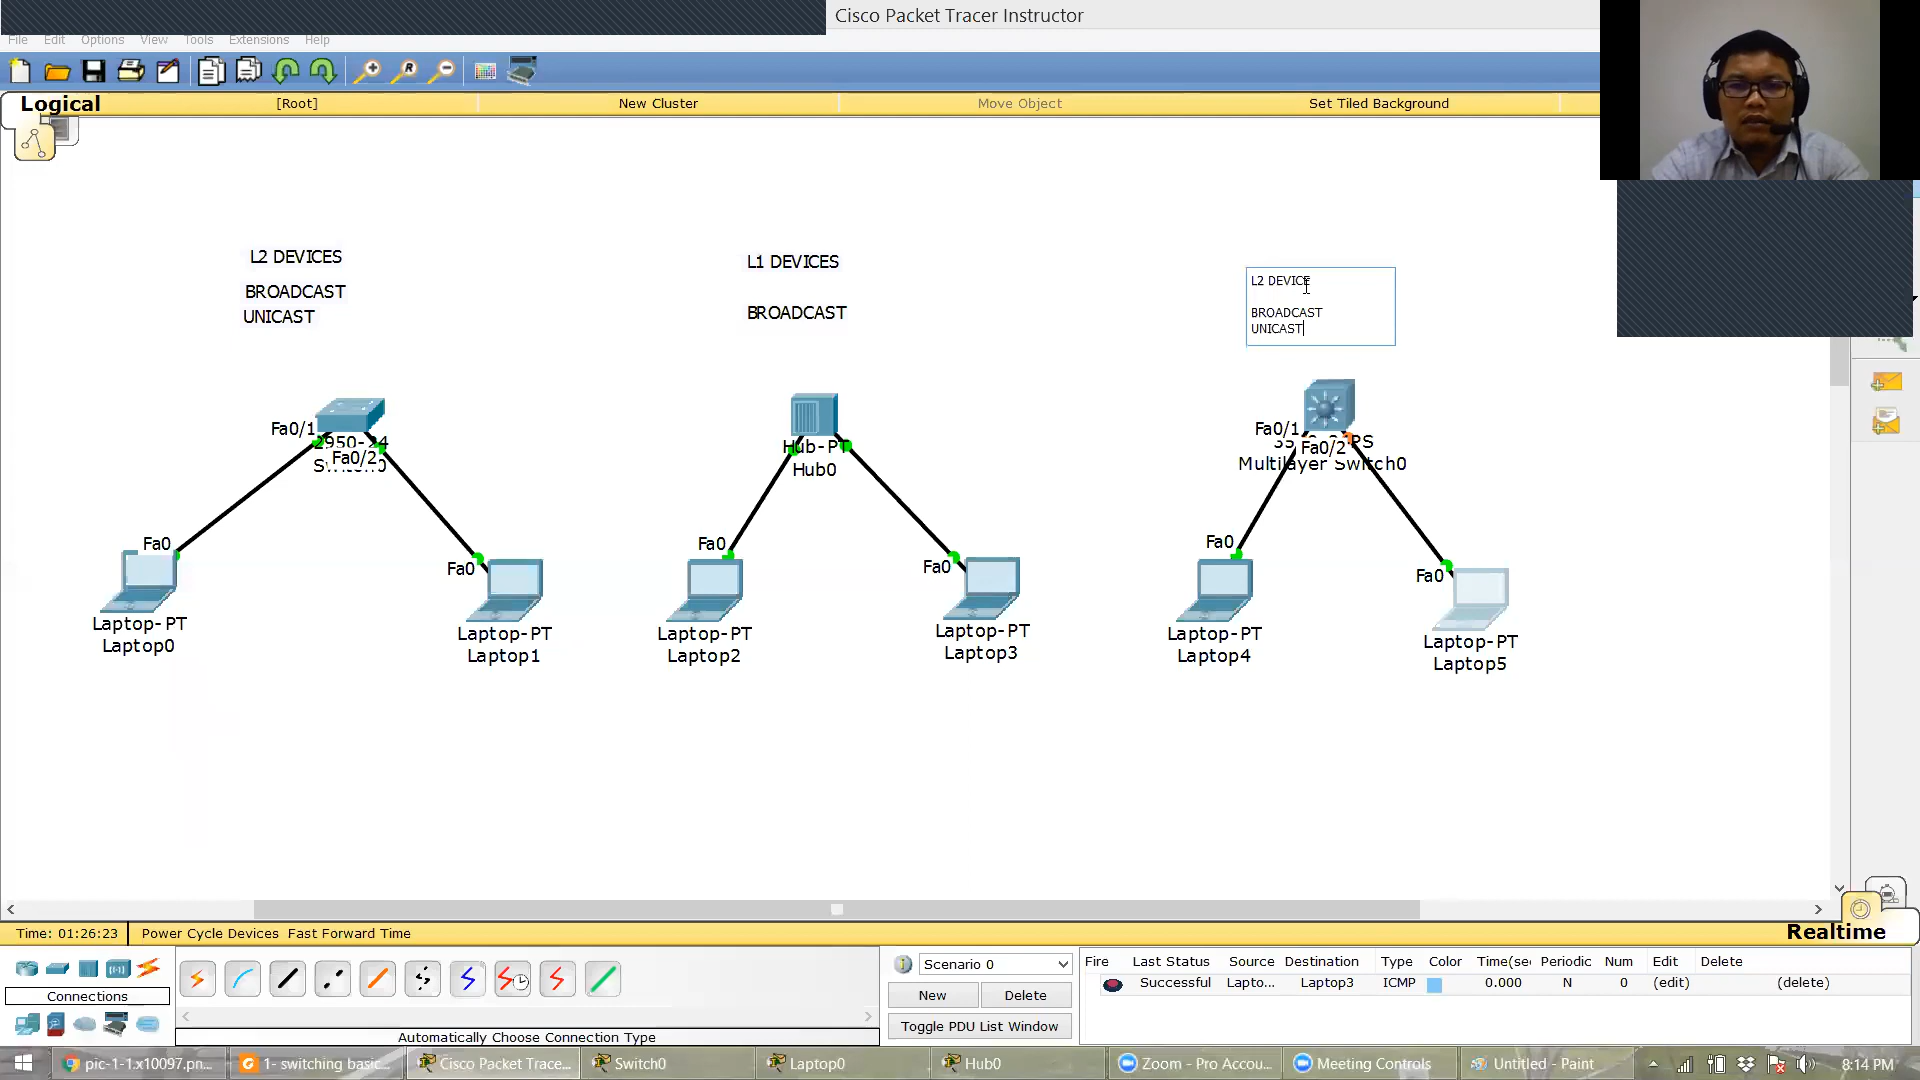 Cisco Packet Tracer Instructor
File Edit Options View Tools Extensions Help
Logical
[Root]
New Cluster
Move Object
Set Tiled Background
L2 DEVICES
BROADCAST
UNICAST
L1 DEVICES
BROADCAST
L2 DEVICE
BROADCAST
UNICAST
Fa0/1
2950-24
Fa0/2
Switch0
Hub-PT
Hub0
Fa0/1
Fa0/2
Multilayer Switch0
Fa0
Laptop-PT
Laptop0
Fa0
Laptop-PT
Laptop1
Fa0
Laptop-PT
Laptop2
Fa0
Laptop-PT
Laptop3
Fa0
Laptop-PT
Laptop4
Fa0
Laptop-PT
Laptop5
Time: 01:26:23
Power Cycle Devices Fast Forward Time
Realtime
Connections
Automatically Choose Connection Type
Scenario 0
New
Delete
Toggle PDU List Window
Fire Last Status Source Destination Type Color Time(sec Periodic Num Edit Delete
Successful Lapto... Laptop3 ICMP 0.000 N 0 (edit) (delete)
pic-1-1.x10097.pn...
1- switching basic...
Cisco Packet Trace...
Switch0
Laptop0
Hub0
Zoom - Pro Accou...
Meeting Controls
Untitled - Paint
8:14 PM